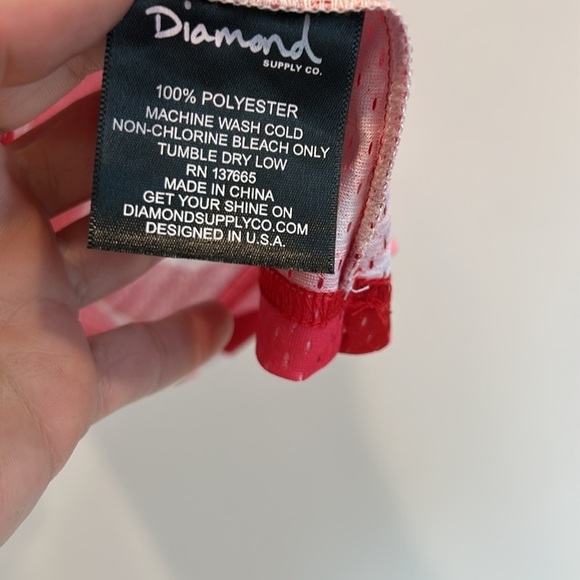 Diamond
SUPPLY CO.
100% POLYESTER
MACHINE WASH COLD
NON-CHLORINE BLEACH ONLY
TUMBLE DRY LOW
RN 137665
MADE IN CHINA
GET YOUR SHINE ON
DIAMONDSUPPLYCO.COM
DESIGNED IN U.S.A.